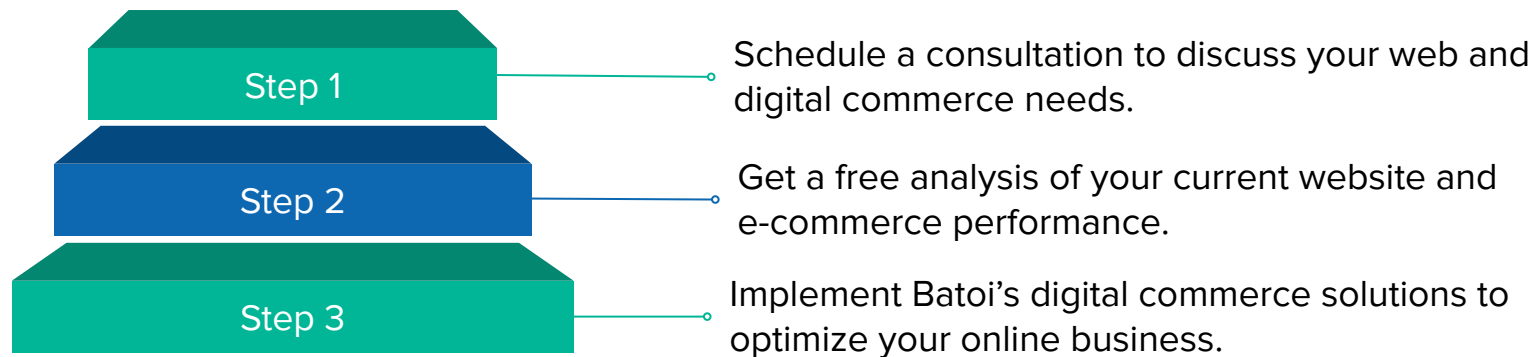 Step 1
Schedule a consultation to discuss your web and
digital commerce needs.
Step 2
Get a free analysis of your current website and
e-commerce performance.
Step 3
Implement Batoi’s digital commerce solutions to
optimize your online business.